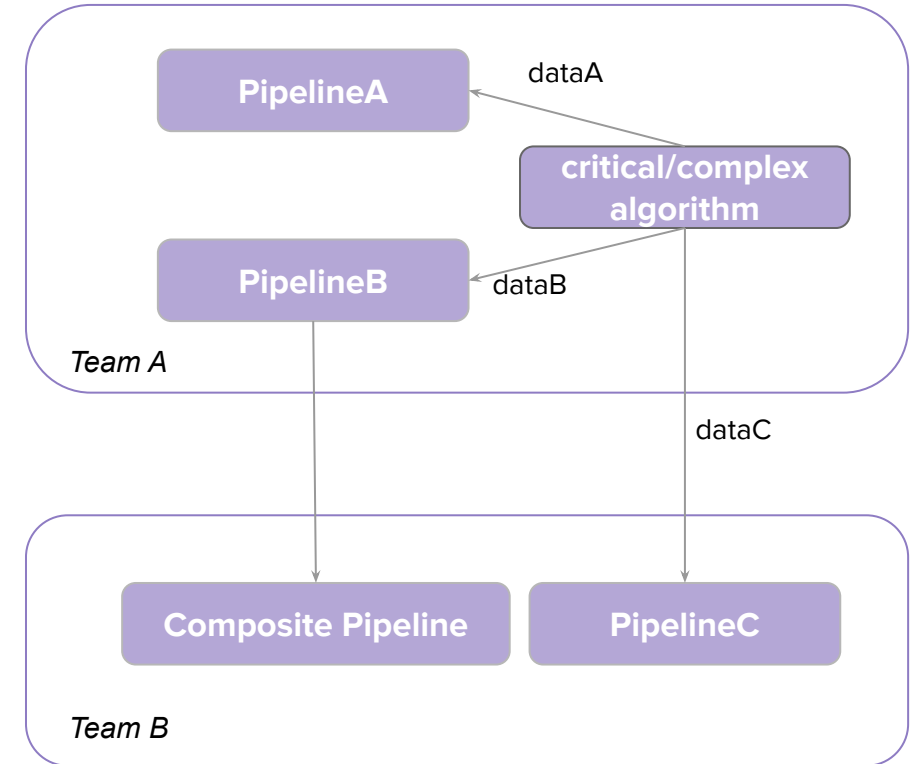 dataA
PipelineA
critical/complex
algorithm
PipelineB
dataB
Team A
dataC
Composite Pipeline
PipelineC
Team B